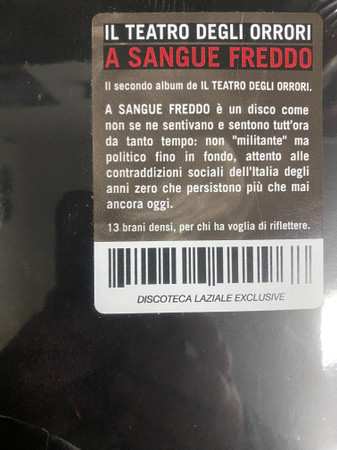 IL TEATRO DEGLI ORRORI
A SANGUE FREDDO
Il secondo album de IL TEATRO DEGLI ORRORI.
A SANGUE FREDDO è un disco come
non se ne sentivano e sentono tutt'ora
da tanto tempo: non "militante" ma
politico fino in fondo, attento alle
contraddizioni sociali dell'Italia degli
anni zero che persistono più che mai
ancora oggi.
13 brani densi, per chi ha voglia di riflettere.
DISCOTECA LAZIALE EXCLUSIVE